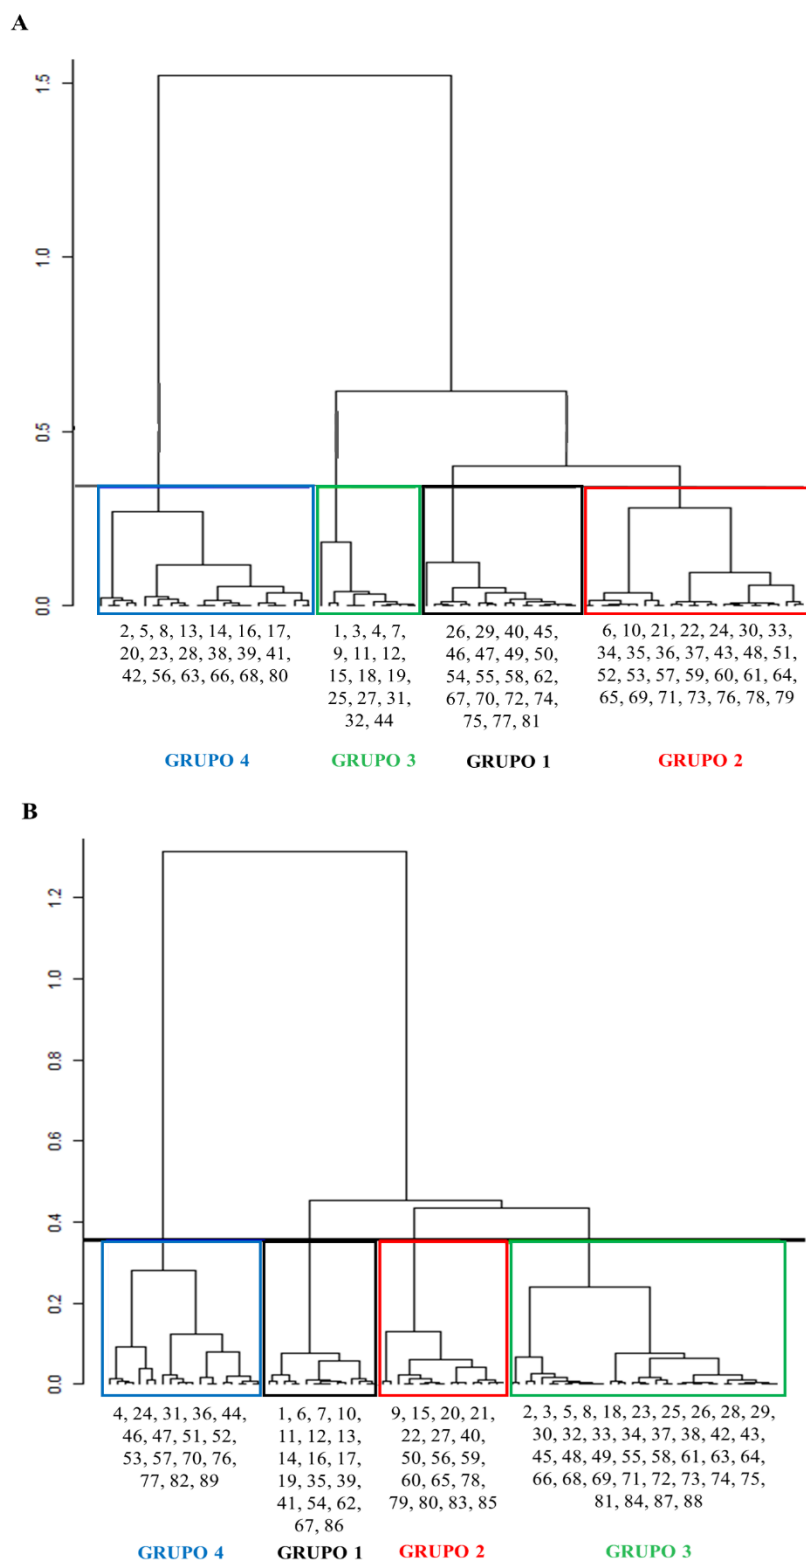 A
1.5
1.0
0.5
0.0
2, 5, 8, 13, 14, 16, 17,
20, 23, 28, 38, 39, 41,
42, 56, 63, 66, 68, 80
1, 3, 4, 7,
9, 11, 12,
15, 18, 19,
25, 27, 31,
32, 44
26, 29, 40, 45,
46, 47, 49, 50,
54, 55, 58, 62,
67, 70, 72, 74,
75, 77, 81
6, 10, 21, 22, 24, 30, 33,
34, 35, 36, 37, 43, 48, 51,
52, 53, 57, 59, 60, 61, 64,
65, 69, 71, 73, 76, 78, 79
GRUPO 4
GRUPO 3
GRUPO 1
GRUPO 2
B
1.2
1.0
0.8
0.6
0.4
0.2
0.0
4, 24, 31, 36, 44,
46, 47, 51, 52,
53, 57, 70, 76,
77, 82, 89
1, 6, 7, 10,
11, 12, 13,
14, 16, 17,
19, 35, 39,
41, 54, 62,
67, 86
9, 15, 20, 21,
22, 27, 40,
50, 56, 59,
60, 65, 78,
79, 80, 83, 85
2, 3, 5, 8, 18, 23, 25, 26, 28, 29,
30, 32, 33, 34, 37, 38, 42, 43,
45, 48, 49, 55, 58, 61, 63, 64,
66, 68, 69, 71, 72, 73, 74, 75,
81, 84, 87, 88
GRUPO 4
GRUPO 1
GRUPO 2
GRUPO 3